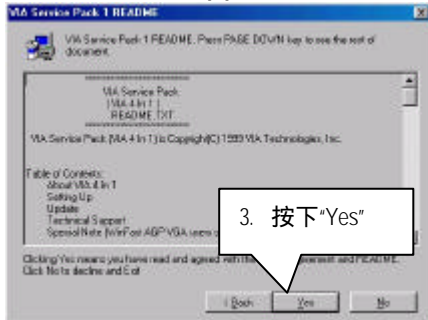 VIA Service Pack 1 README
VIA Service Pack 1 README. Press PAGE DOWN key to see the rest of
document.
====================
VIA Service Pack
(VIA 4 In 1)
README.TXT
====================
VIA Service Pack (VIA 4 In 1) is Copyright(C) 1999 VIA Technologies, Inc.
Table of Contents:
About VIA 4 In 1
Setting Up
Update
Technical Support
Special Note (WinFast AGP VGA users
3. 按下“Yes”
Clicking Yes means you have read and agreed with the and README.
Click No to decline and Exit
< Back
Yes
No